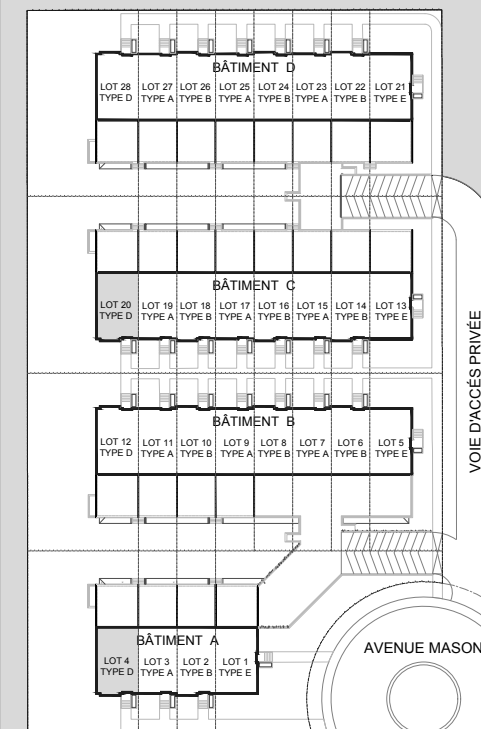 BÂTIMENT D
LOT 28 LOT 27 LOT 26 LOT 25 LOT 24 LOT 23 LOT 22 LOT 21
TYPE D TYPE A TYPE B TYPE A TYPE B TYPE A TYPE B TYPE E
BÂTIMENT C
LOT 20 LOT 19 LOT 18 LOT 17 LOT 16 LOT 15 LOT 14 LOT 13
TYPE D TYPE A TYPE B TYPE A TYPE B TYPE A TYPE B TYPE E
VOIE D'ACCÈS PRIVÉE
BÂTIMENT B
LOT 12 LOT 11 LOT 10 LOT 9 LOT 8 LOT 7 LOT 6 LOT 5
TYPE D TYPE A TYPE B TYPE A TYPE B TYPE A TYPE B TYPE E
BÂTIMENT A
LOT 4 LOT 3 LOT 2 LOT 1
TYPE D TYPE A TYPE B TYPE E
AVENUE MASON